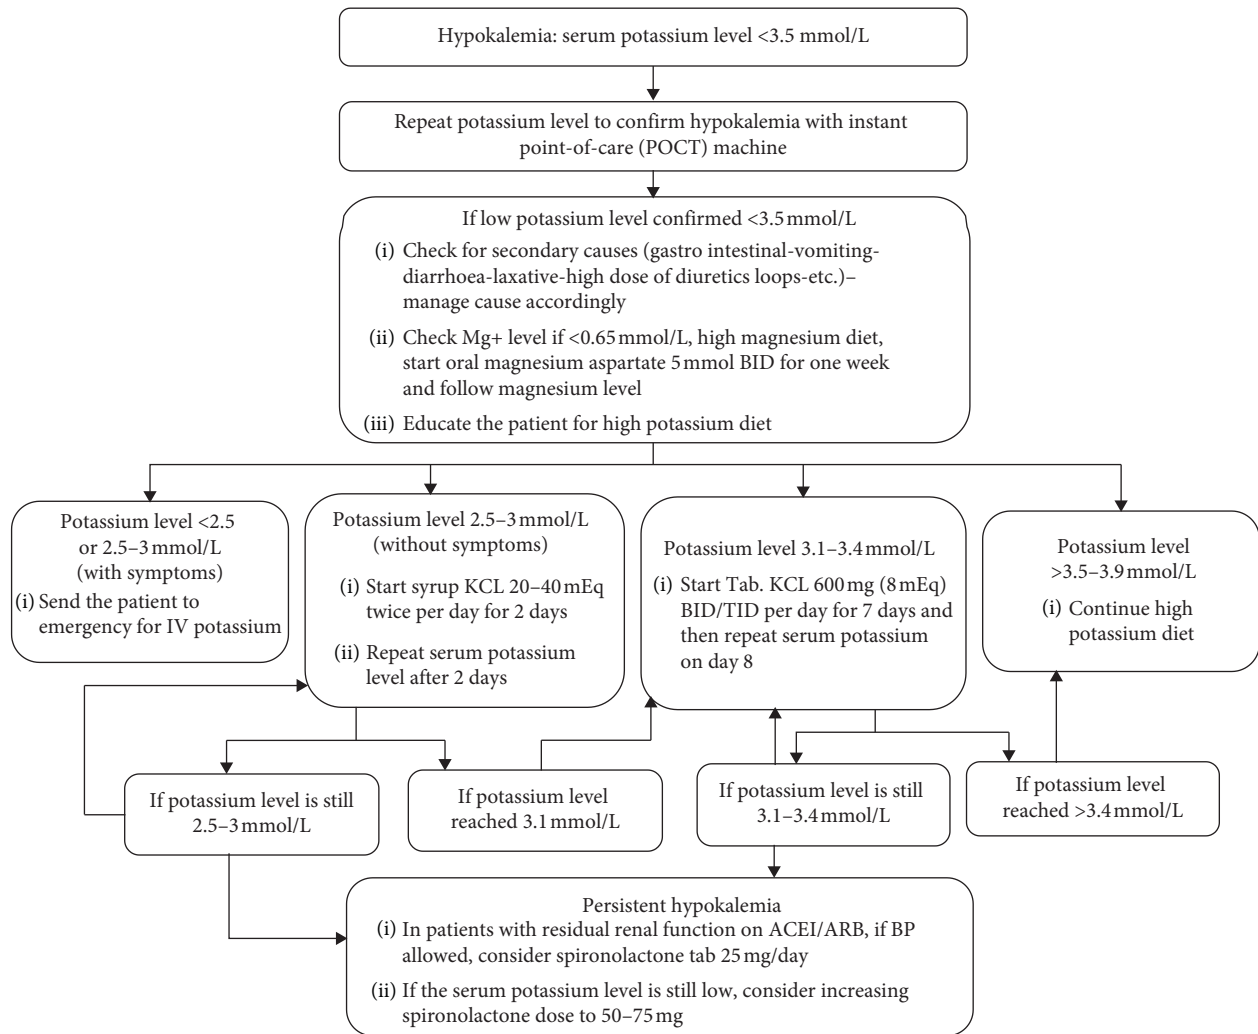 Hypokalemia: serum potassium level <3.5 mmol/L
Repeat potassium level to confirm hypokalemia with instant
point-of-care (POCT) machine
If low potassium level confirmed <3.5 mmol/L
(i) Check for secondary causes (gastro intestinal-vomiting-
diarrhoea-laxative-high dose of diuretics loops-etc.)–
manage cause accordingly
(ii) Check Mg+ level if <0.65 mmol/L, high magnesium diet,
start oral magnesium aspartate 5 mmol BID for one week
and follow magnesium level
(iii) Educate the patient for high potassium diet
Potassium level <2.5
or 2.5–3 mmol/L
(with symptoms)
(i) Send the patient to
emergency for IV potassium
Potassium level 2.5–3 mmol/L
(without symptoms)
(i) Start syrup KCL 20–40 mEq
twice per day for 2 days
(ii) Repeat serum potassium
level after 2 days
Potassium level 3.1–3.4 mmol/L
(i) Start Tab. KCL 600 mg (8 mEq)
BID/TID per day for 7 days and
then repeat serum potassium
on day 8
Potassium level
>3.5–3.9 mmol/L
(i) Continue high
potassium diet
If potassium level is still
2.5–3 mmol/L
If potassium level
reached 3.1 mmol/L
If potassium level is still
3.1–3.4 mmol/L
If potassium level
reached >3.4 mmol/L
Persistent hypokalemia
(i) In patients with residual renal function on ACEI/ARB, if BP
allowed, consider spironolactone tab 25 mg/day
(ii) If the serum potassium level is still low, consider increasing
spironolactone dose to 50–75 mg